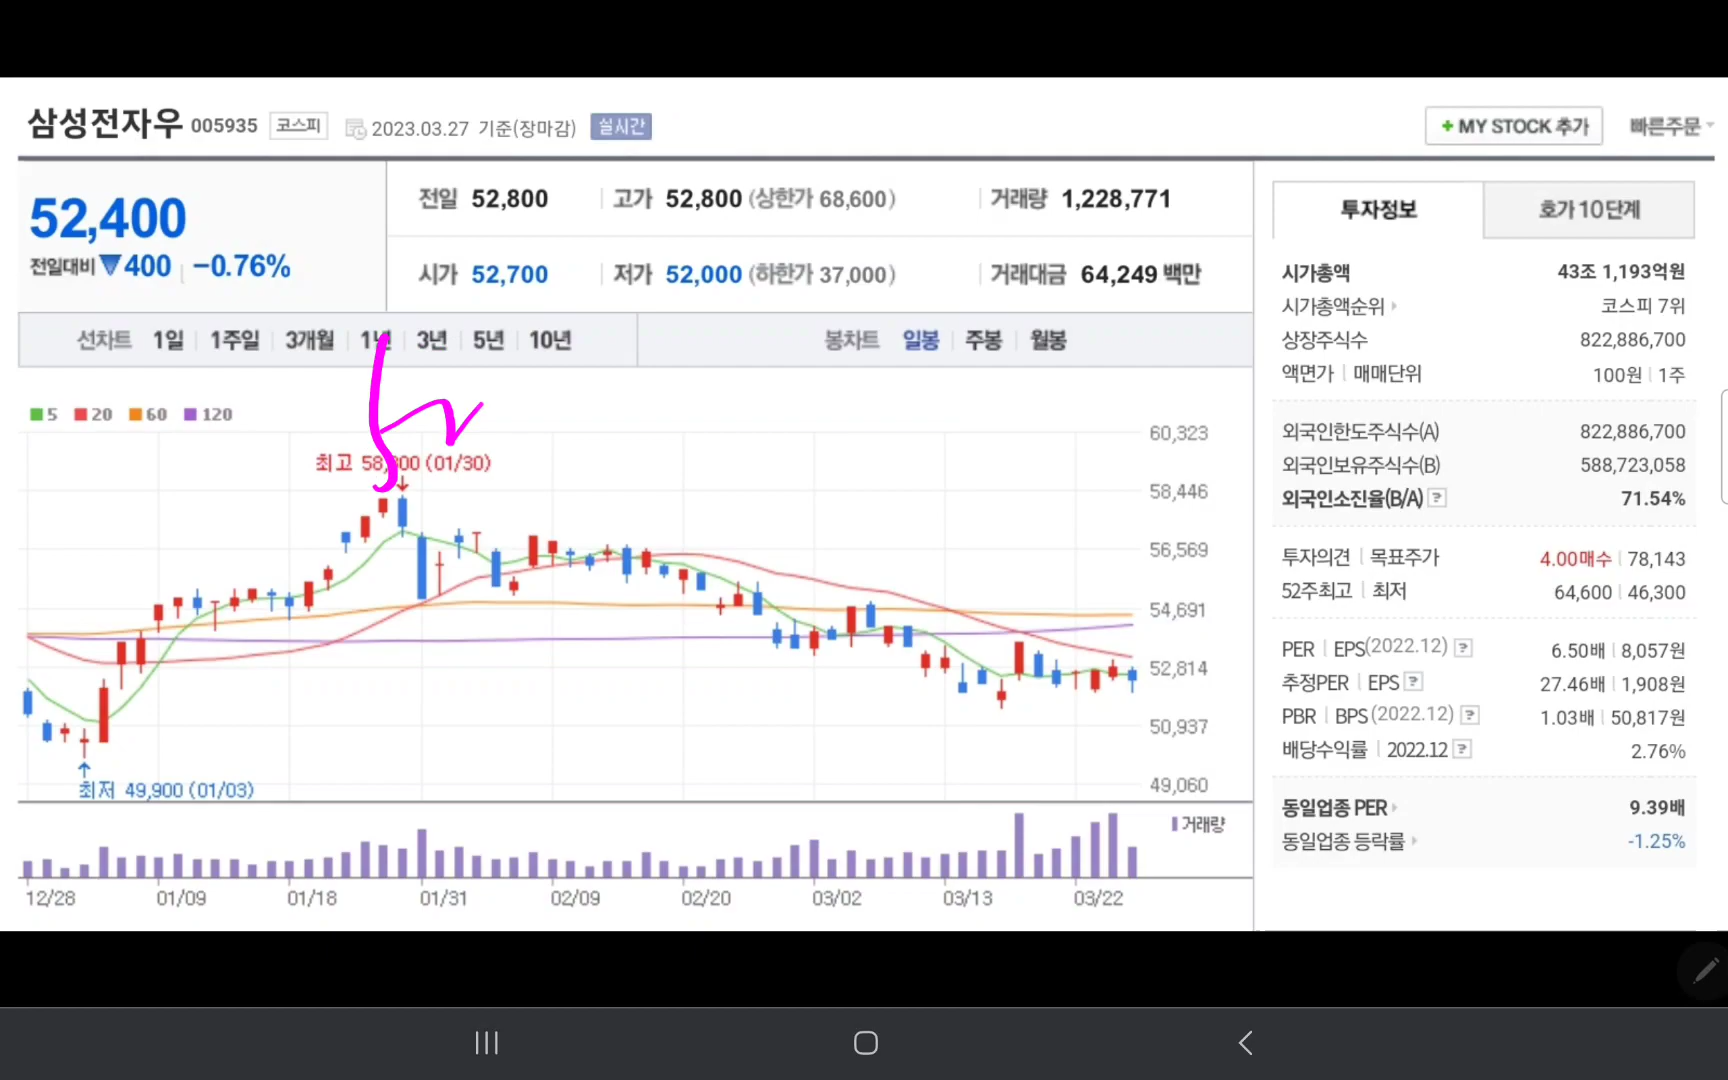 삼성전자우 005935 코스피 2023.03.27 기준(장마감) 실시간
+ MY STOCK 추가 빠른주문
52,400
전일대비 ▼400 -0.76%
전일 52,800 고가 52,800 (상한가 68,600) 거래량 1,228,771
시가 52,700 저가 52,000 (하한가 37,000) 거래대금 64,249 백만
선차트 1일 1주일 3개월 1년 3년 5년 10년 봉차트 일봉 주봉 월봉
5 20 60 120
최고 (01/30)
최저 49,900 (01/03)
60,323
58,446
56,569
54,691
52,814
50,937
49,060
거래량
12/28 01/09 01/18 01/31 02/09 02/20 03/02 03/13 03/22
투자정보 호가 10단계
시가총액 43조 1,193억원
시가총액순위 코스피 7위
상장주식수 822,886,700
액면가 매매단위 100원 1주
외국인한도주식수(A) 822,886,700
외국인보유주식수(B) 588,723,058
외국인소진율(B/A) ? 71.54%
투자의견 목표주가 4.00매수 78,143
52주최고 최저 64,600 46,300
PER EPS(2022.12) ? 6.50배 8,057원
추정PER EPS ? 27.46배 1,908원
PBR BPS(2022.12) ? 1.03배 50,817원
배당수익률 2022.12 ? 2.76%
동일업종 PER 9.39배
동일업종 등락률 -1.25%